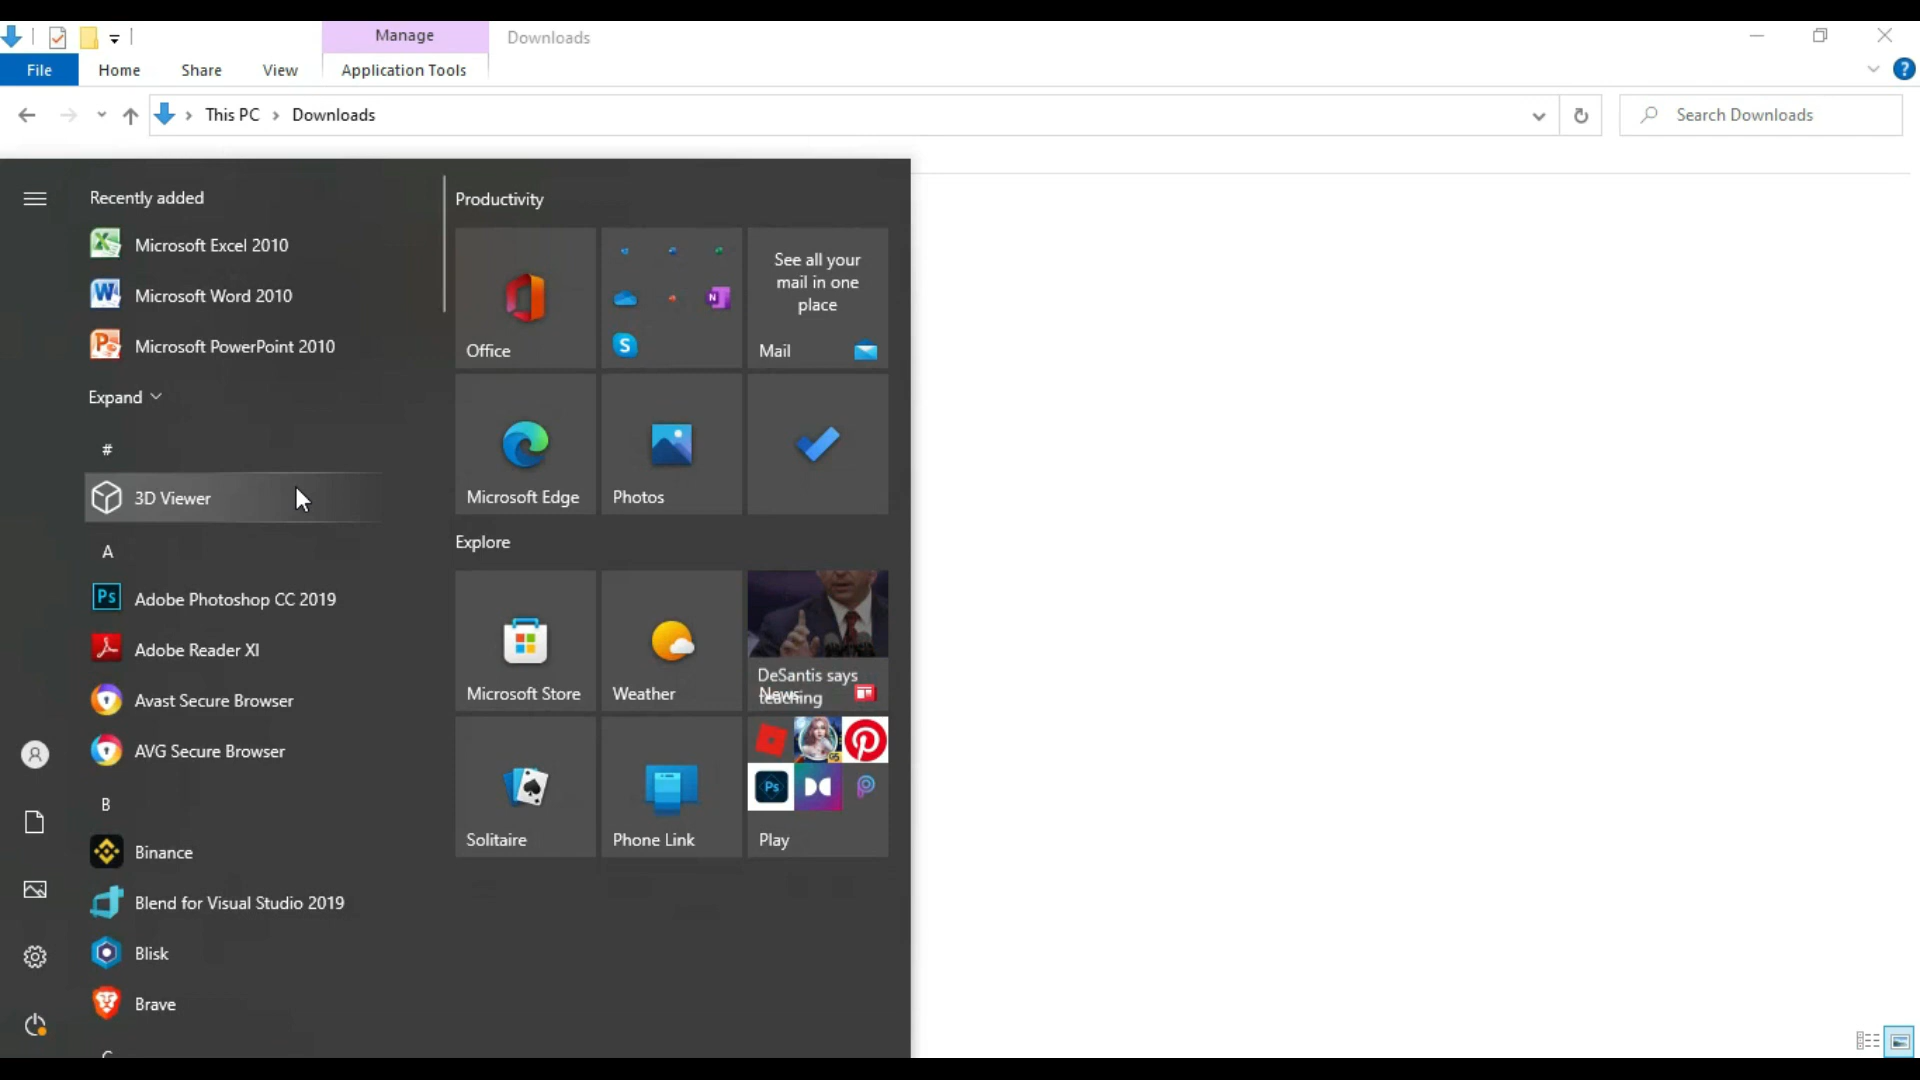 Manage
Downloads
File
Home
Share
View
Application Tools
This PC
Downloads
Search Downloads
Recently added
Microsoft Excel 2010
Microsoft Word 2010
Microsoft PowerPoint 2010
Expand
#
3D Viewer
A
Adobe Photoshop CC 2019
Adobe Reader XI
Avast Secure Browser
AVG Secure Browser
B
Binance
Blend for Visual Studio 2019
Blisk
Brave
Productivity
Office
See all your
mail in one
place
Mail
Microsoft Edge
Photos
Explore
Microsoft Store
Weather
DeSantis says
teaching
News
Solitaire
Phone Link
Play